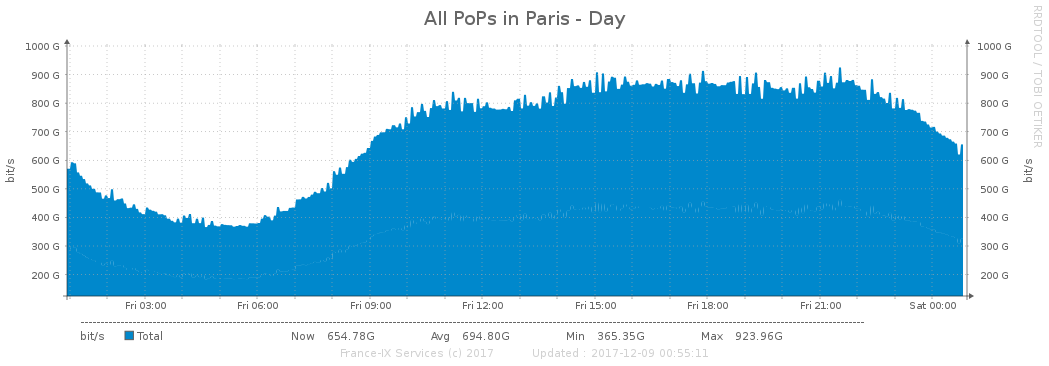 All PoPs in Paris - Day
RRDTOOL / TOBI OETIKER
1000 G 1000 G
900 G 900 G
800 G 800 G
700 G 700 G
600 G 600 G
500 G 500 G
400 G 400 G
300 G 300 G
200 G 200 G
bit/s bit/s
Fri 03:00 Fri 06:00 Fri 09:00 Fri 12:00 Fri 15:00 Fri 18:00 Fri 21:00 Sat 00:00
bit/s Total Now 654.78G Avg 694.80G Min 365.35G Max 923.96G
France-IX Services (c) 2017 Updated : 2017-12-09 00:55:11